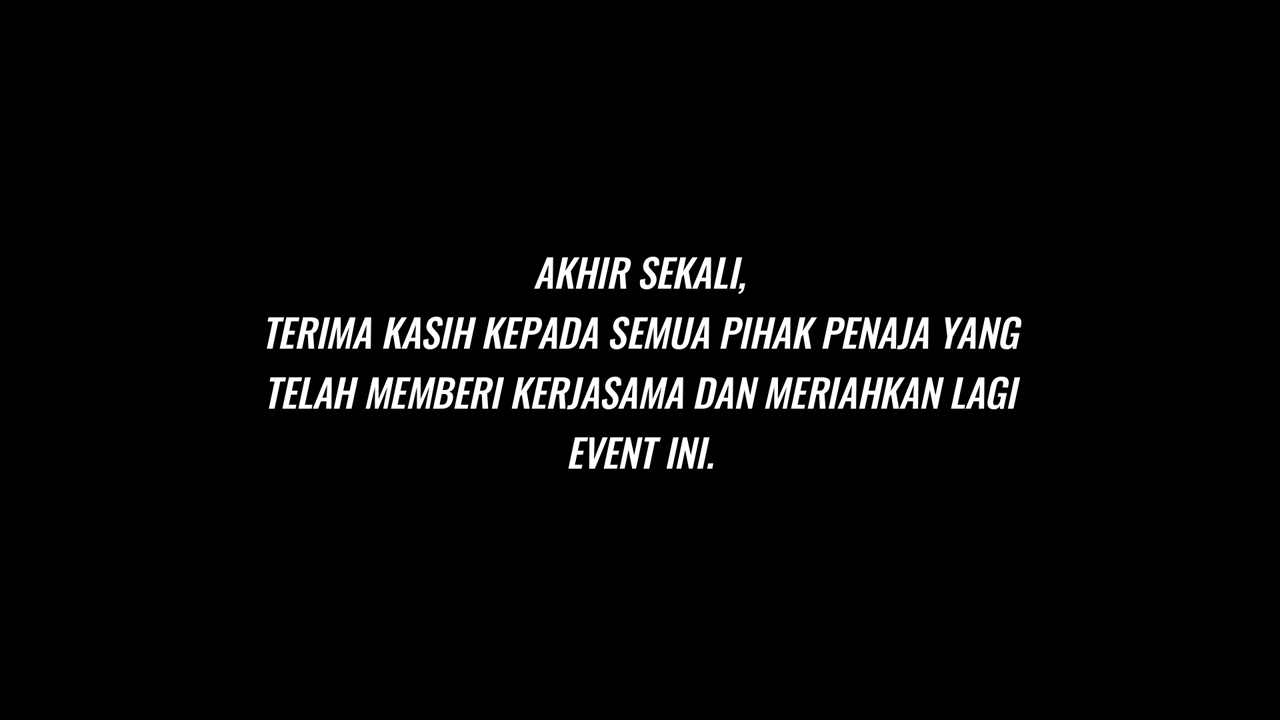 AKHIR SEKALI,
TERIMA KASIH KEPADA SEMUA PIHAK PENAJA YANG
TELAH MEMBERI KERJASAMA DAN MERIAHKAN LAGI
EVENT INI.